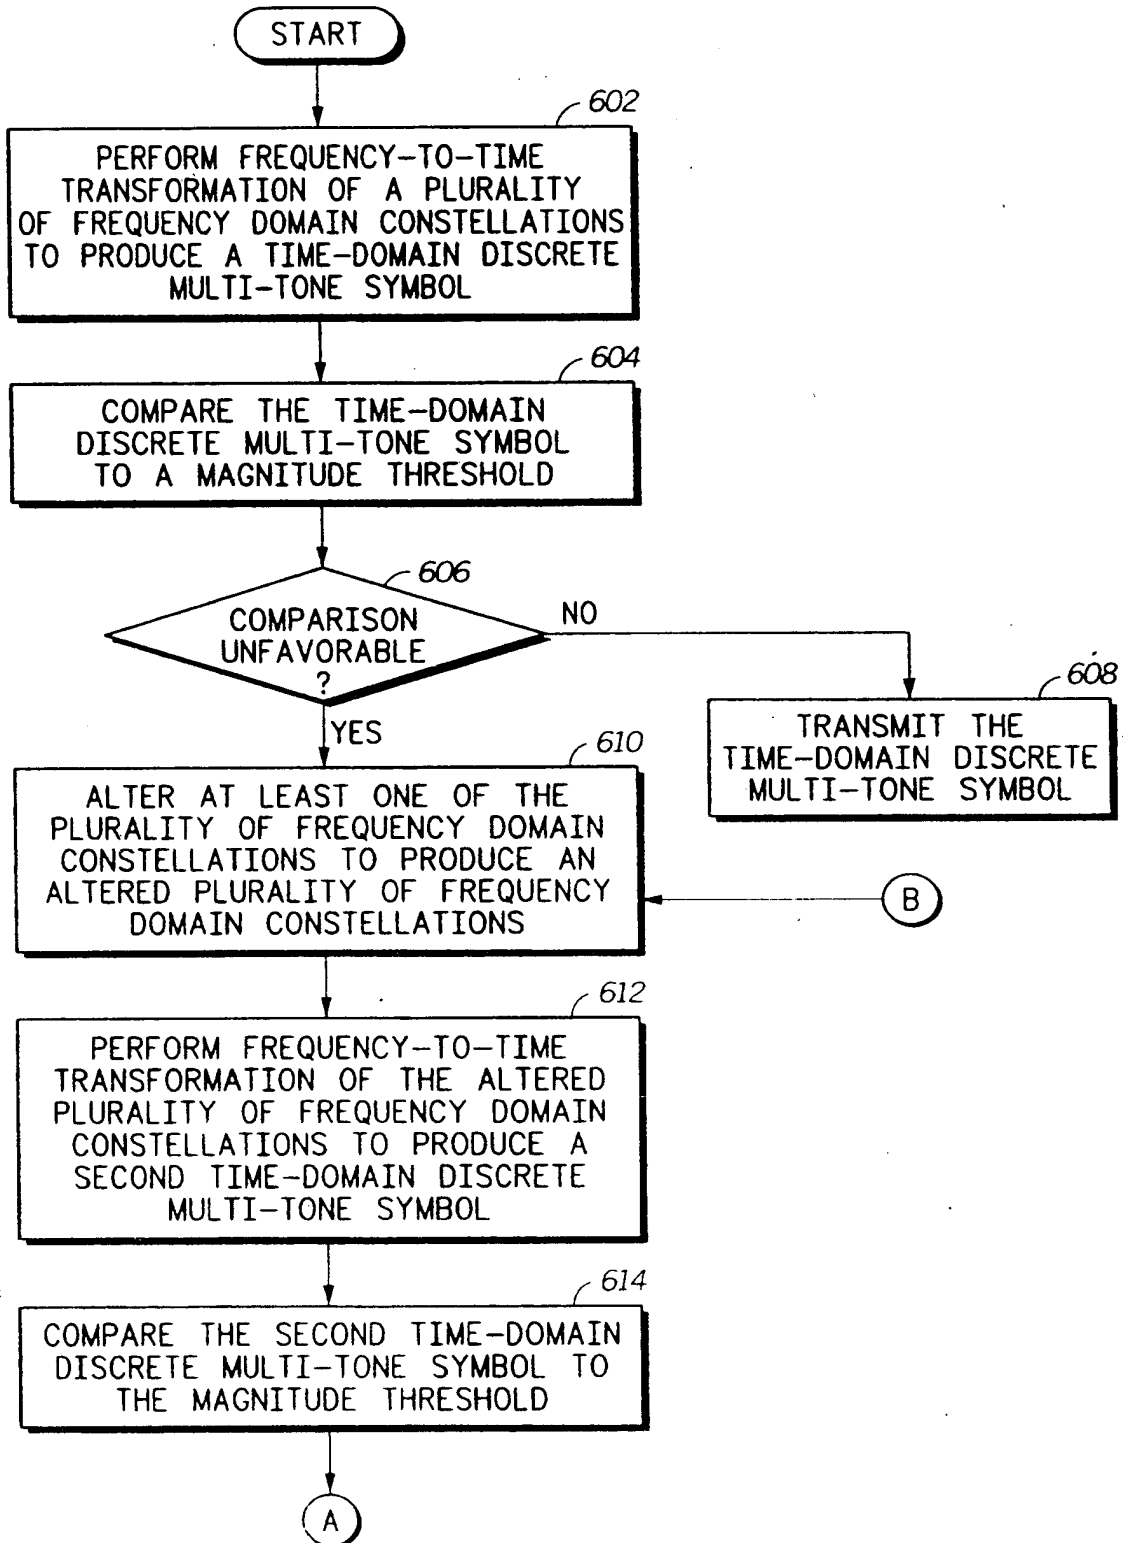 START
602
PERFORM FREQUENCY-TO-TIME
TRANSFORMATION OF A PLURALITY
OF FREQUENCY DOMAIN CONSTELLATIONS
TO PRODUCE A TIME-DOMAIN DISCRETE
MULTI-TONE SYMBOL
604
COMPARE THE TIME-DOMAIN
DISCRETE MULTI-TONE SYMBOL
TO A MAGNITUDE THRESHOLD
606
COMPARISON
UNFAVORABLE
?
NO
YES
608
TRANSMIT THE
TIME-DOMAIN DISCRETE
MULTI-TONE SYMBOL
610
ALTER AT LEAST ONE OF THE
PLURALITY OF FREQUENCY DOMAIN
CONSTELLATIONS TO PRODUCE AN
ALTERED PLURALITY OF FREQUENCY
DOMAIN CONSTELLATIONS
B
612
PERFORM FREQUENCY-TO-TIME
TRANSFORMATION OF THE ALTERED
PLURALITY OF FREQUENCY DOMAIN
CONSTELLATIONS TO PRODUCE A
SECOND TIME-DOMAIN DISCRETE
MULTI-TONE SYMBOL
614
COMPARE THE SECOND TIME-DOMAIN
DISCRETE MULTI-TONE SYMBOL TO
THE MAGNITUDE THRESHOLD
A